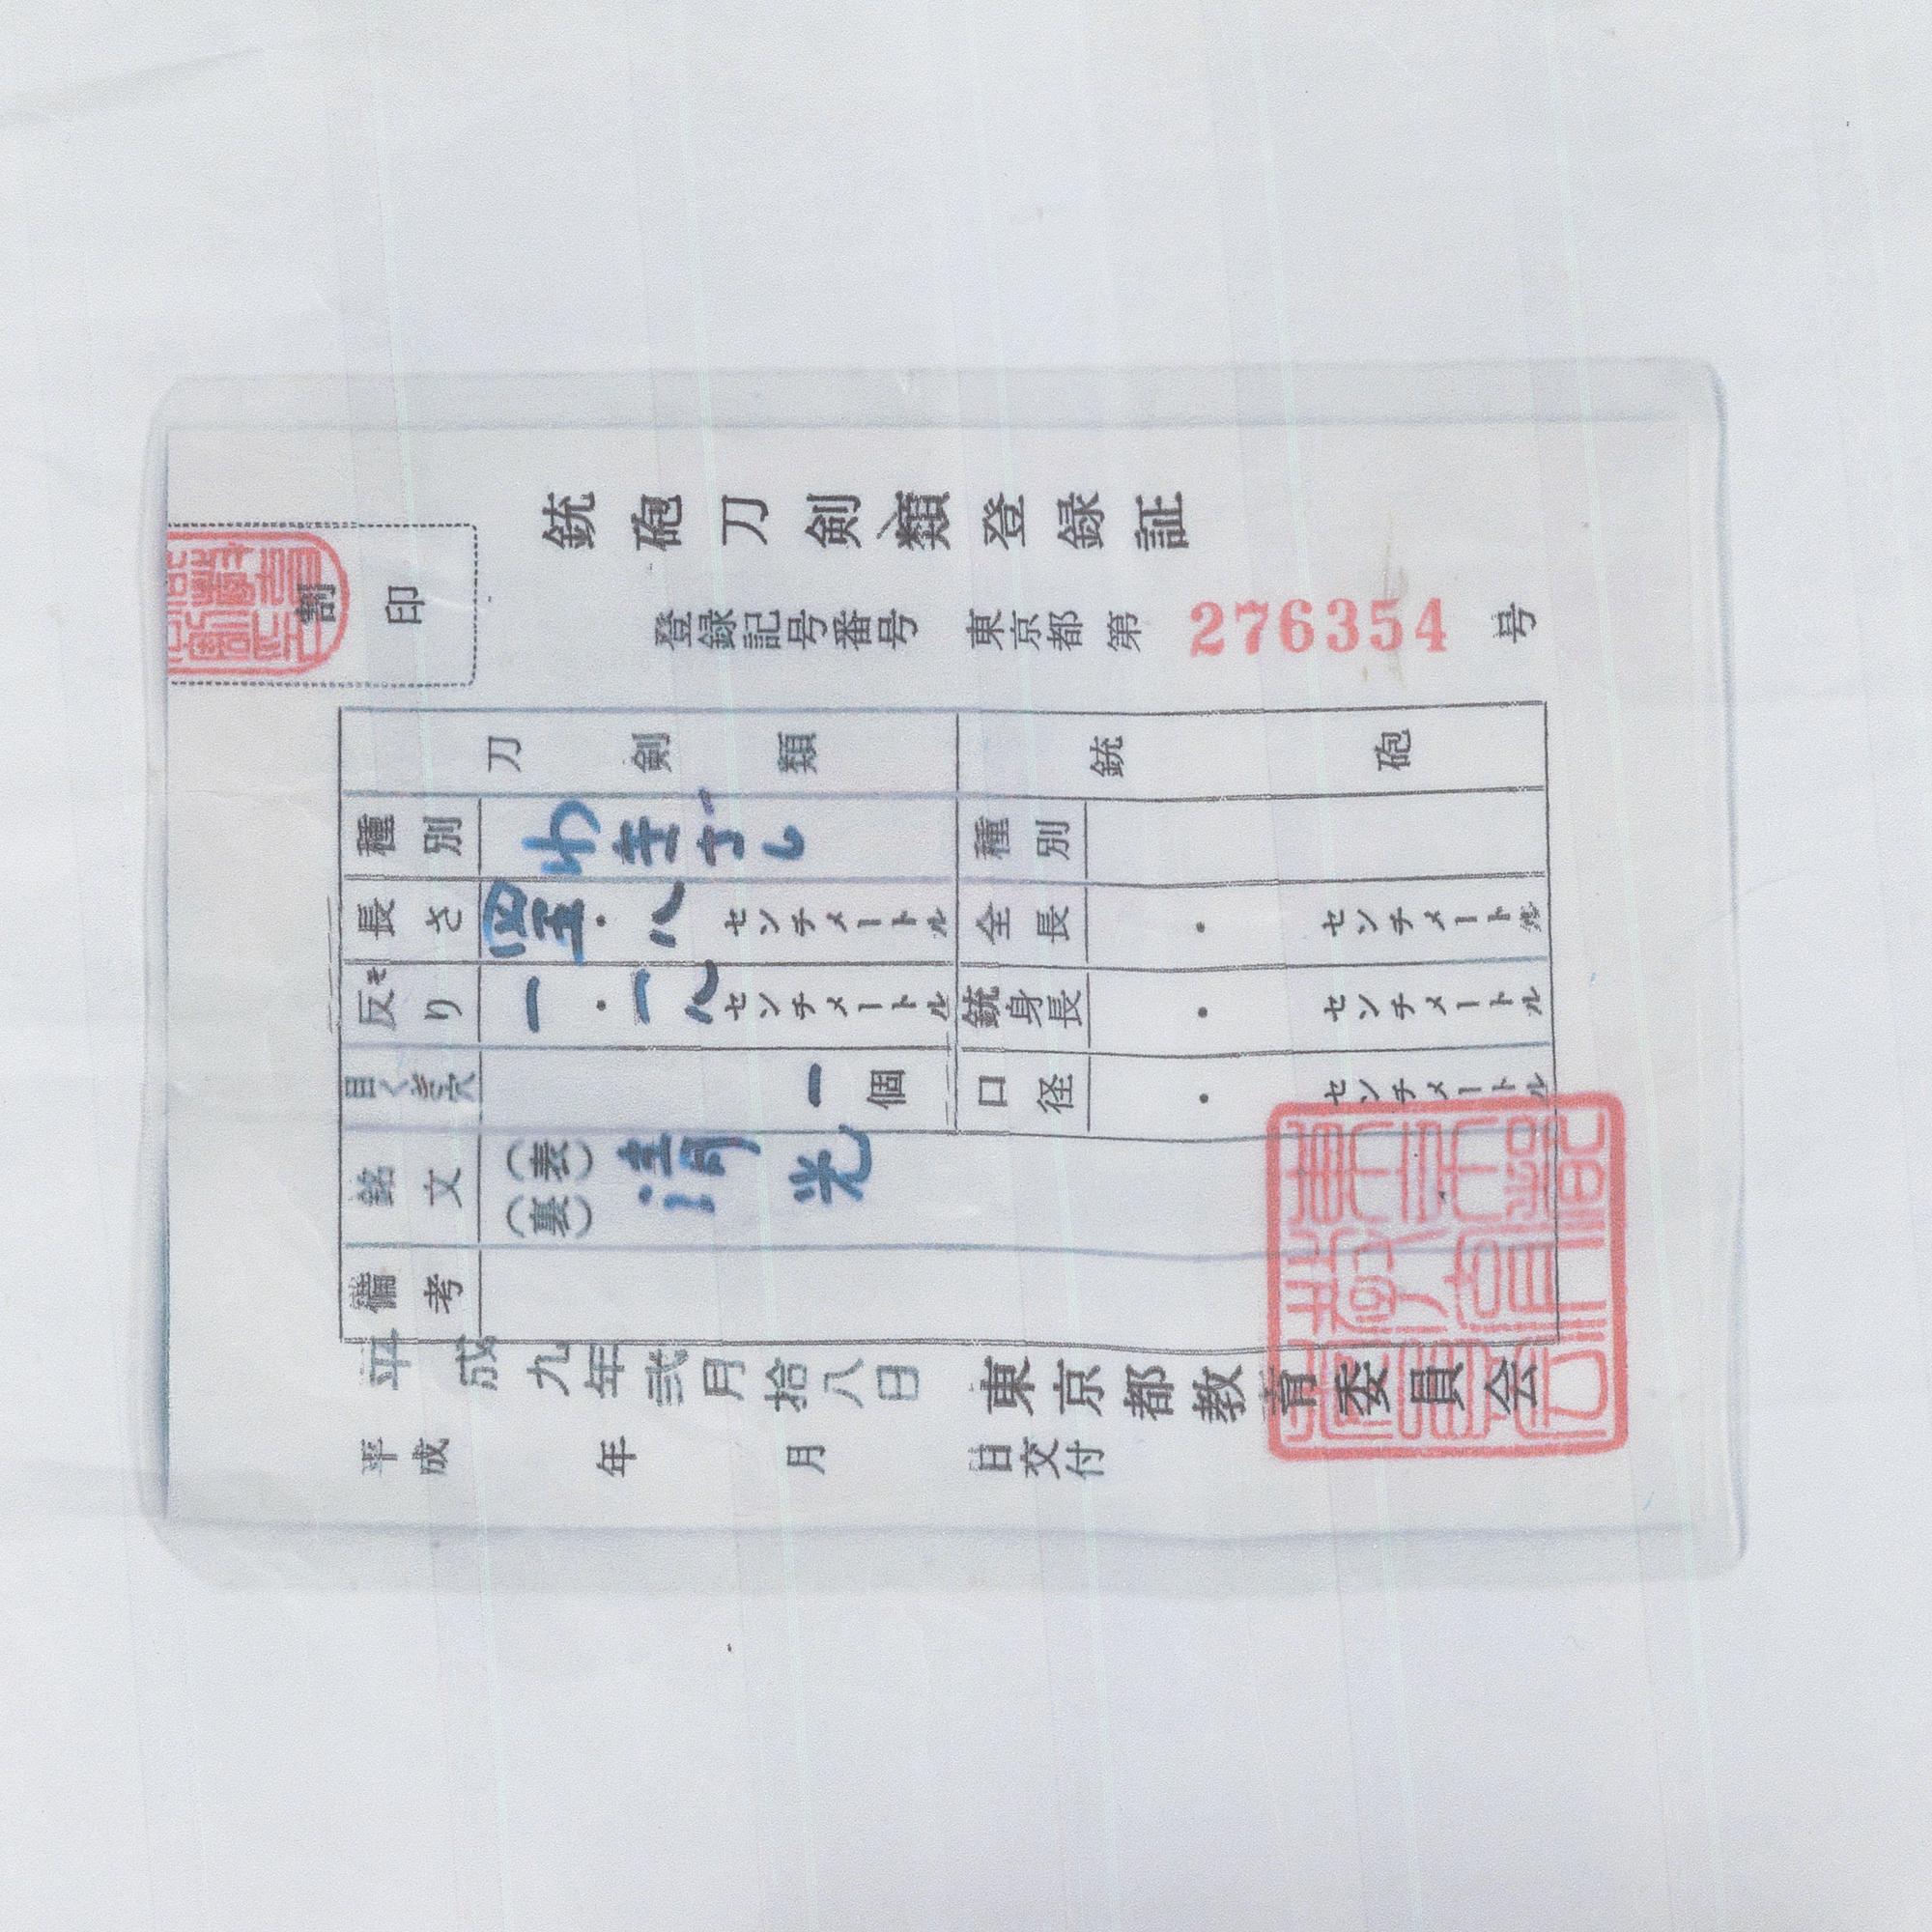 銃砲刀剣類登録証
登録記号番号 東京都 第 276354 号
割印
刀剣類
種別 わきざし
長さ 四五・八 センチメートル
反り 一・一八 センチメートル
目くぎ穴 一 個
銘文 (表) (裏) 清光
備考
銃砲
種別
全長 ・ センチメートル
銃身長 ・ センチメートル
口径 ・ センチメートル
平成九年弐月拾八日 東京都教育委員会
平成 年 月 日交付